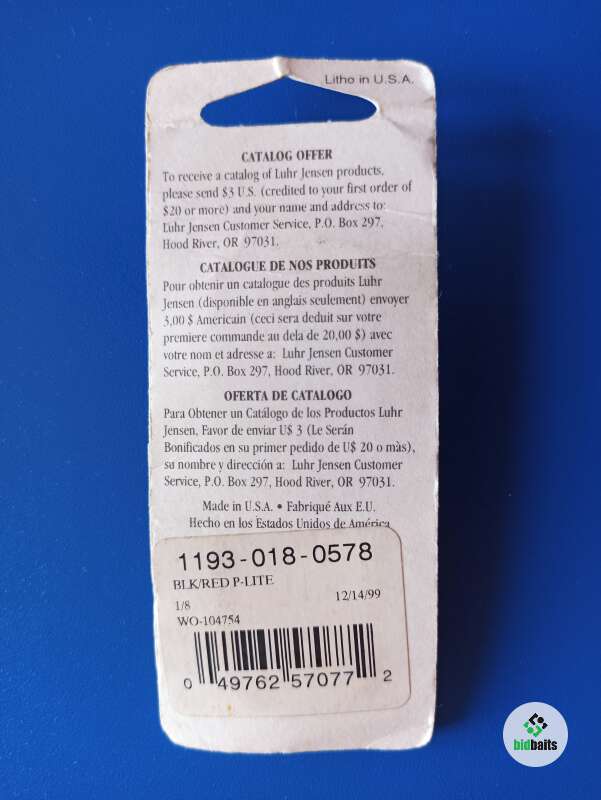 Litho in U.S.A.
CATALOG OFFER
To receive a catalog of Luhr Jensen products,
please send $3 U.S. (credited to your first order of
$20 or more) and your name and address to:
Luhr Jensen Customer Service, P.O. Box 297,
Hood River, OR 97031.
CATALOGUE DE NOS PRODUITS
Pour obtenir un catalogue des produits Luhr
Jensen (disponible en anglais seulement) envoyer
3,00 $ Americain (ceci sera deduit sur votre
premiere commande au dela de 20,00 $) avec
votre nom et adresse a: Luhr Jensen Customer
Service, P.O. Box 297, Hood River, OR 97031.
OFERTA DE CATALOGO
Para Obtener un Catálogo de los Productos Luhr
Jensen, Favor de enviar U$ 3 (Le Serán
Bonificados en su primer pedido de U$ 20 o màs),
su nombre y dirección a: Luhr Jensen Customer
Service, P.O. Box 297, Hood River, OR 97031.
Made in U.S.A. • Fabriqué Aux E.U.
Hecho en los Estados Unidos de América
1193-018-0578
BLK/RED P-LITE
1/8 12/14/99
WO-104754
0 49762 57077 2
bidbaits